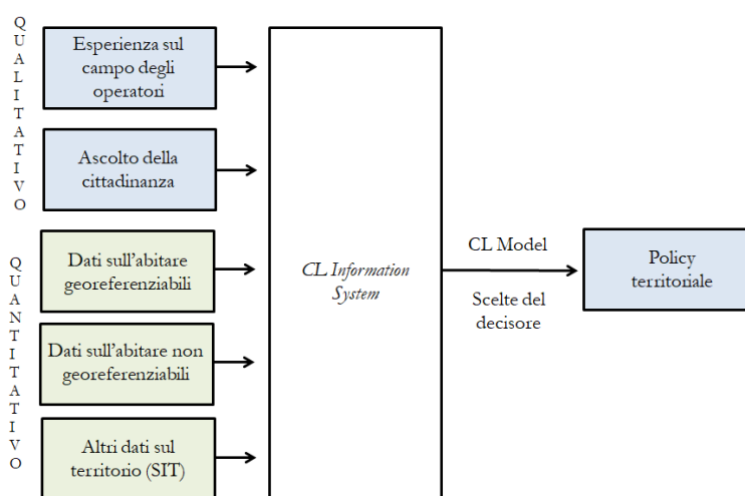 QUALITATIVO
Esperienza sul
campo degli
operatori
Ascolto della
cittadinanza
QUANTITATIVO
Dati sull'abitare
georeferenziabili
Dati sull'abitare non
georeferenziabili
Altri dati sul
territorio (SIT)
CL Information
System
CL Model
Scelte del
decisore
Policy
territoriale